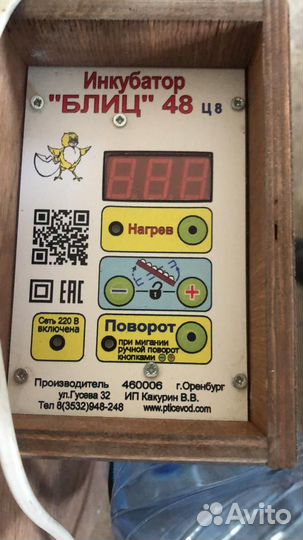 Инкубатор
"БЛИЦ" 48 Ц8
Нагрев
EAC
Сеть 220 В
включена
Поворот
при мигании
ручной поворот
кнопками
Производитель 460006 г.Оренбург
ул.Гусева 32 ИП Какурин В.В.
Тел 8(3532)948-248 www.pticevod.com
Avito